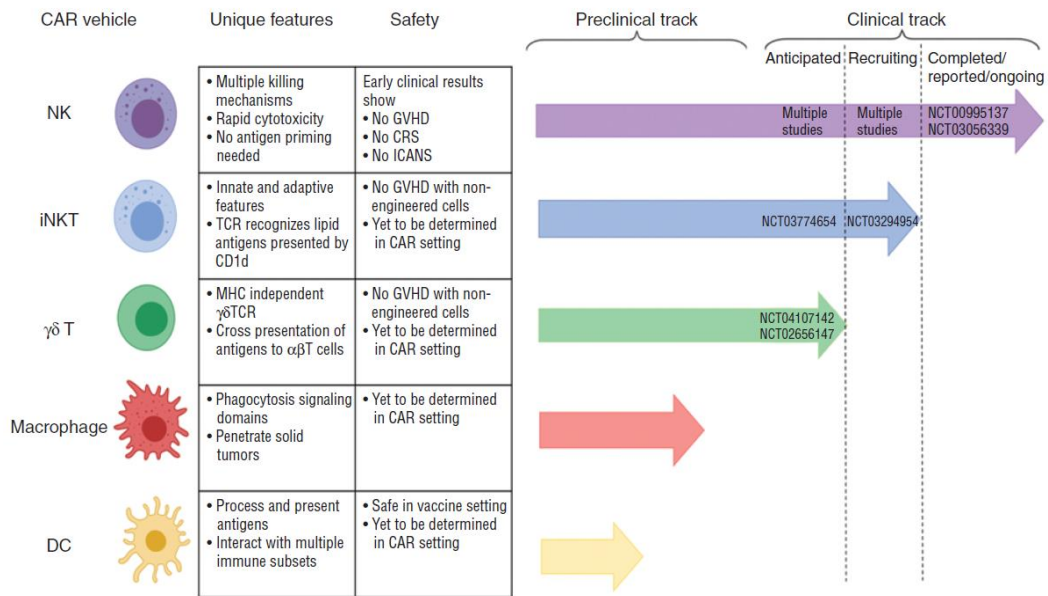 CAR vehicle
Unique features
Safety
Preclinical track
Clinical track
Anticipated
Recruiting
Completed/
reported/ongoing
NK
• Multiple killing
mechanisms
• Rapid cytotoxicity
• No antigen priming
needed
Early clinical results
show
• No GVHD
• No CRS
• No ICANS
Multiple
studies
Multiple
studies
NCT00995137
NCT03056339
iNKT
• Innate and adaptive
features
• TCR recognizes lipid
antigens presented by
CD1d
• No GVHD with non-
engineered cells
• Yet to be determined
in CAR setting
NCT03774654
NCT03294954
γδ T
• MHC independent
γδTCR
• Cross presentation of
antigens to αβT cells
• No GVHD with non-
engineered cells
• Yet to be determined
in CAR setting
NCT04107142
NCT02656147
Macrophage
• Phagocytosis signaling
domains
• Penetrate solid
tumors
• Yet to be determined
in CAR setting
DC
• Process and present
antigens
• Interact with multiple
immune subsets
• Safe in vaccine setting
• Yet to be determined
in CAR setting